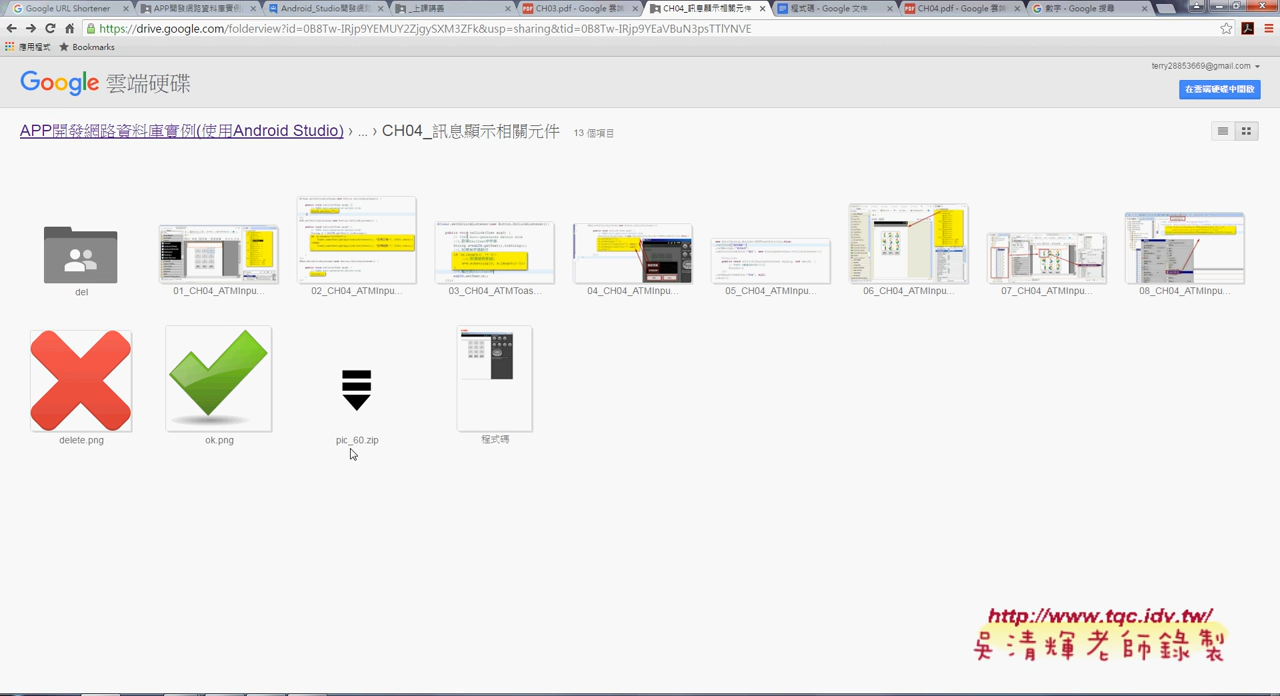 Google URL Shortener
APP開發網路資料庫實例
Android_Studio開發網路
_上課講義
CH03.pdf - Google 雲端
CH04_訊息顯示相關元件
程式碼 - Google 文件
CH04.pdf - Google 雲端
數字 - Google 搜尋
https://drive.google.com/folderview?id=0B8Tw-IRjp9YEMUY2ZjgySXM3ZFk&usp=sharing&tid=0B8Tw-IRjp9YEaVBuN3psTTlYNVE
應用程式
Bookmarks
Google 雲端硬碟
terry28853669@gmail.com
在雲端硬碟中開啟
APP開發網路資料庫實例(使用Android Studio) › ... › CH04_訊息顯示相關元件 13 個項目
del
01_CH04_ATMInpu...
02_CH04_ATMInpu...
03_CH04_ATMToas...
04_CH04_ATMInpu...
05_CH04_ATMInpu...
06_CH04_ATMInpu...
07_CH04_ATMInpu...
08_CH04_ATMInpu...
delete.png
ok.png
pic_60.zip
程式碼
http://www.tqc.idv.tw/
吳清輝老師錄製